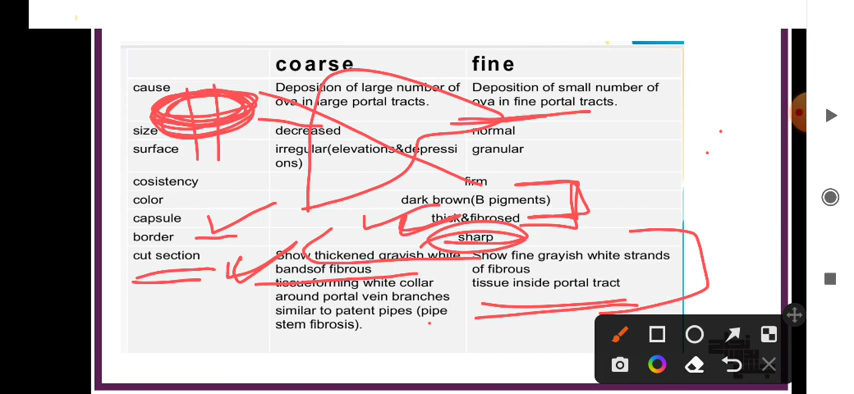 coarse fine
cause Deposition of large number of Deposition of small number of
ova in large portal tracts. ova in fine portal tracts.
size decreased normal
surface irregular(elevations&depressi granular
ons)
cosistency firm
color dark brown(B pigments)
capsule thick&fibrosed
border sharp
cut section Show thickened grayish white Show fine grayish white strands
bandsof fibrous of fibrous
tissueforming white collar tissue inside portal tract
around portal vein branches
similar to patent pipes (pipe
stem fibrosis).